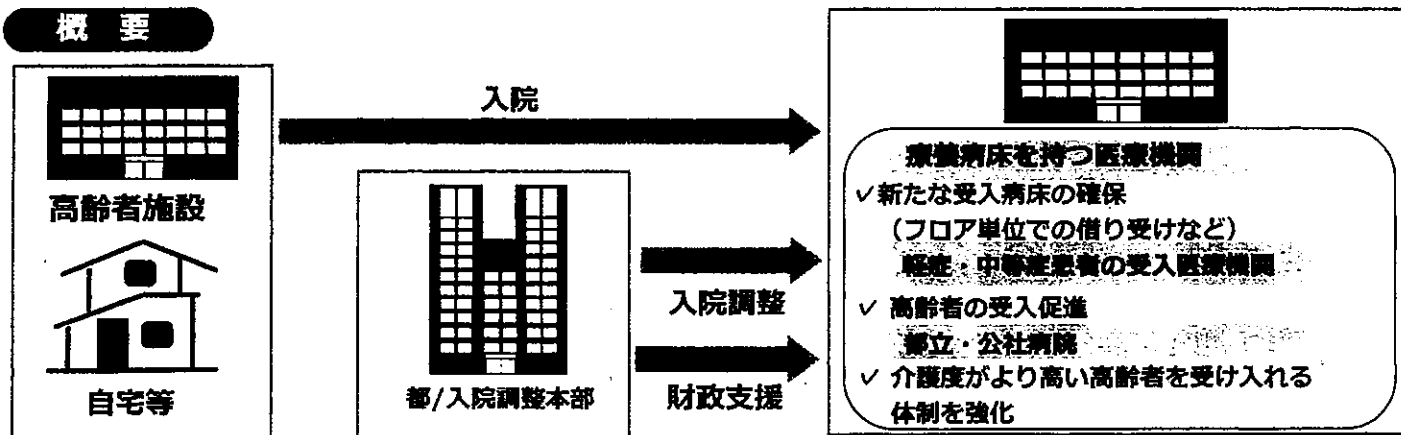 概 要
入院
高齢者施設
自宅等
都/入院調整本部
入院調整
財政支援
療養病床を持つ医療機関
✓新たな受入病床の確保
(フロア単位での借り受けなど)
軽症・中等症患者の受入医療機関
✓ 高齢者の受入促進
都立・公社病院
✓ 介護度がより高い高齢者を受け入れる
体制を強化